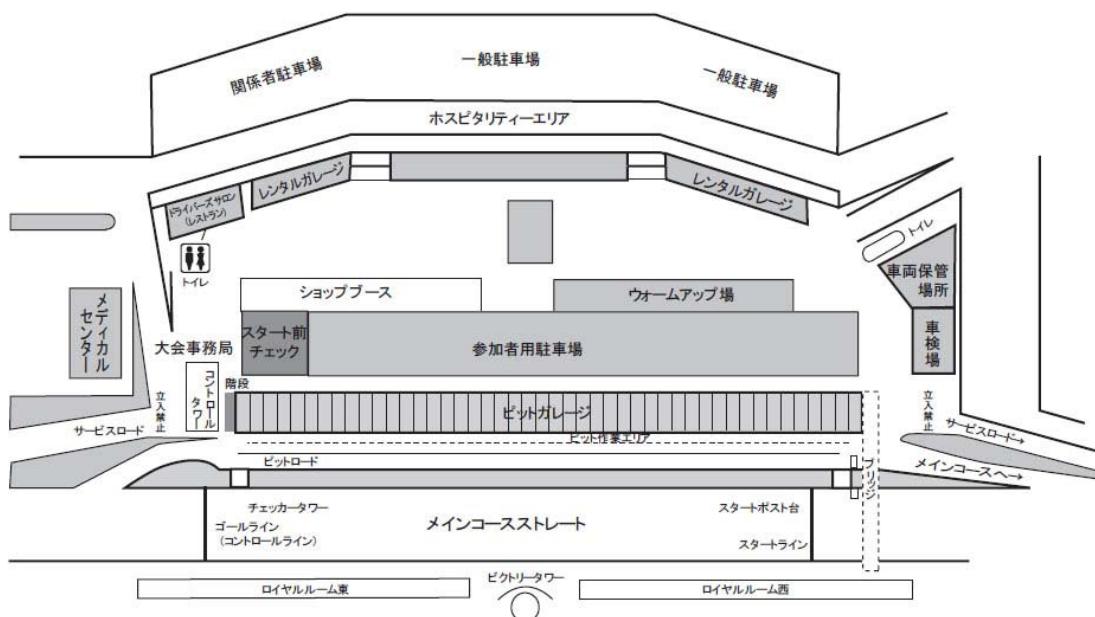 関係者駐車場
一般駐車場
一般駐車場
ホスピタリティーエリア
ドライバーズサロン
(レストラン)
レンタルガレージ
レンタルガレージ
トイレ
トイレ
車両保管
場所
ショップブース
ウォームアップ場
メディカル
センター
大会事務局
スタート前
チェック
参加者用駐車場
車検場
コントロール
タワー
階段
ピットガレージ
立入禁止
立入禁止
サービスロード
サービスロード→
ピット作業エリア
ピットロード
ブリッジ
メインコースへ→
チェッカータワー
ゴールライン
(コントロールライン)
メインコースストレート
スタートポスト台
スタートライン
ロイヤルルーム東
ビクトリータワー
ロイヤルルーム西